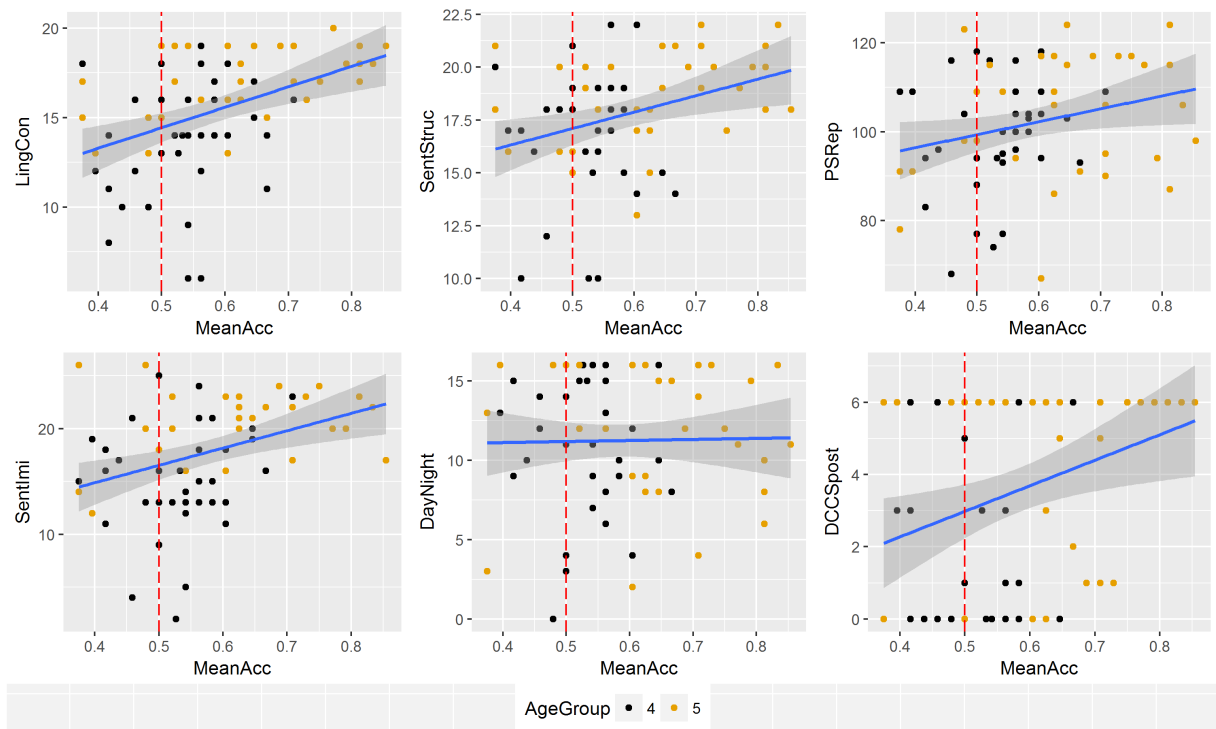 LingCon
20
15
10
0.4 0.5 0.6 0.7 0.8
MeanAcc
SentStruc
22.5
20.0
17.5
15.0
12.5
10.0
0.4 0.5 0.6 0.7 0.8
MeanAcc
PSRep
120
100
80
0.4 0.5 0.6 0.7 0.8
MeanAcc
SentImi
20
10
0.4 0.5 0.6 0.7 0.8
MeanAcc
DayNight
15
10
5
0
0.4 0.5 0.6 0.7 0.8
MeanAcc
DCCSpost
6
4
2
0
0.4 0.5 0.6 0.7 0.8
MeanAcc
AgeGroup 4 5